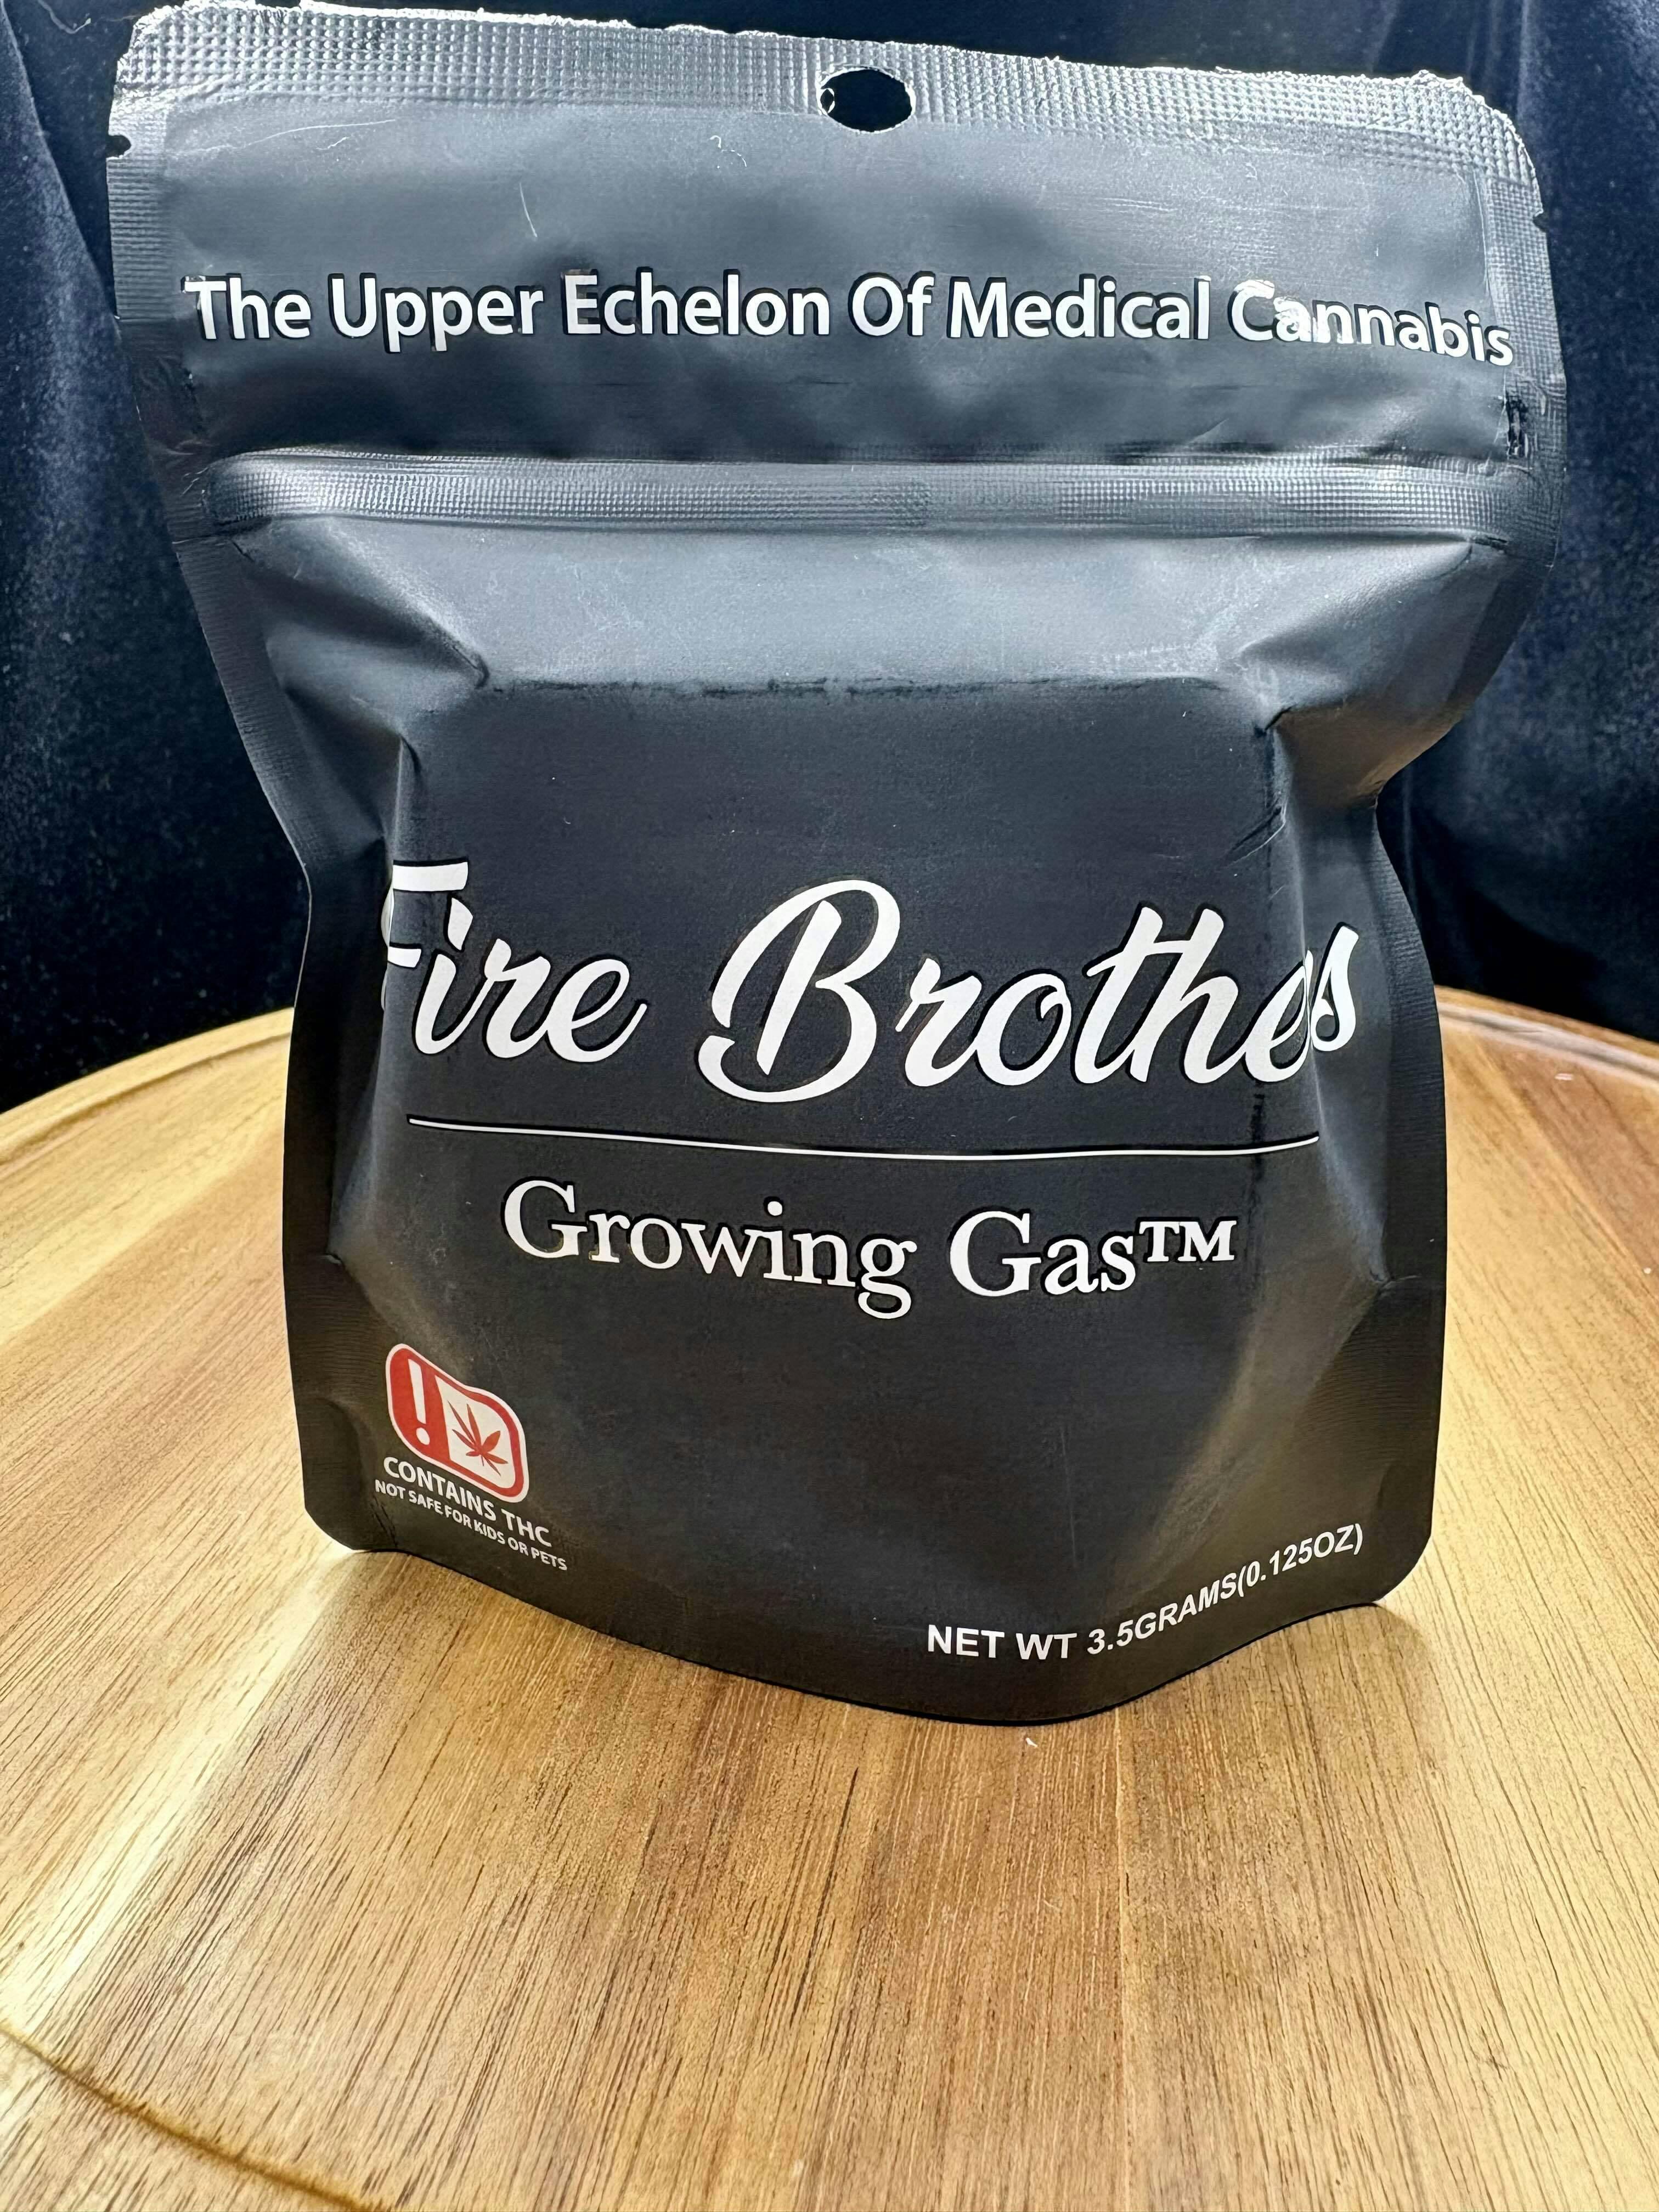 The Upper Echelon Of Medical Cannabis
Fire Brothers
Growing Gas™
!
CONTAINS THC
NOT SAFE FOR KIDS OR PETS
NET WT 3.5GRAMS(0.125OZ)